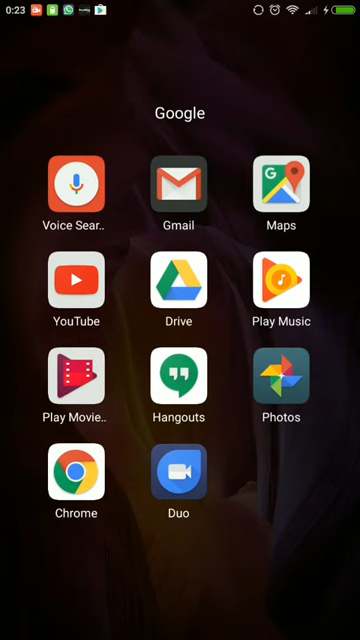 0:23
Google
Voice Sear..
Gmail
Maps
YouTube
Drive
Play Music
Play Movie..
Hangouts
Photos
Chrome
Duo